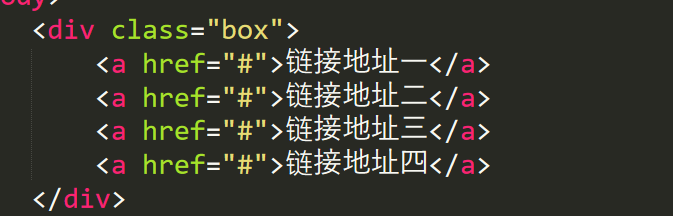 ody>
<div class="box">
<a href="#">链接地址一</a>
<a href="#">链接地址二</a>
<a href="#">链接地址三</a>
<a href="#">链接地址四</a>
</div>